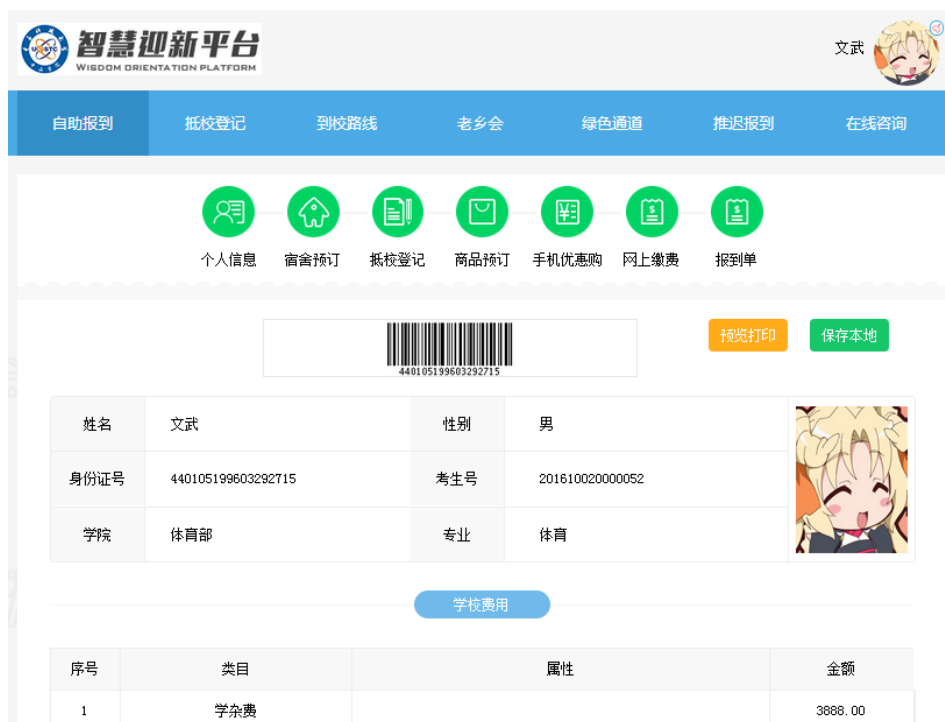 智慧迎新平台
WISDOM ORIENTATION PLATFORM
文武
自助报到 抵校登记 到校路线 老乡会 绿色通道 推迟报到 在线咨询
个人信息 宿舍预订 抵校登记 商品预订 手机优惠购 网上缴费 报到单
预览打印 保存本地
440105199603292715
姓名 文武 性别 男
身份证号 440105199603292715 考生号 201610020000052
学院 体育部 专业 体育
学校费用
序号 类目 属性 金额
1 学杂费 3888.00